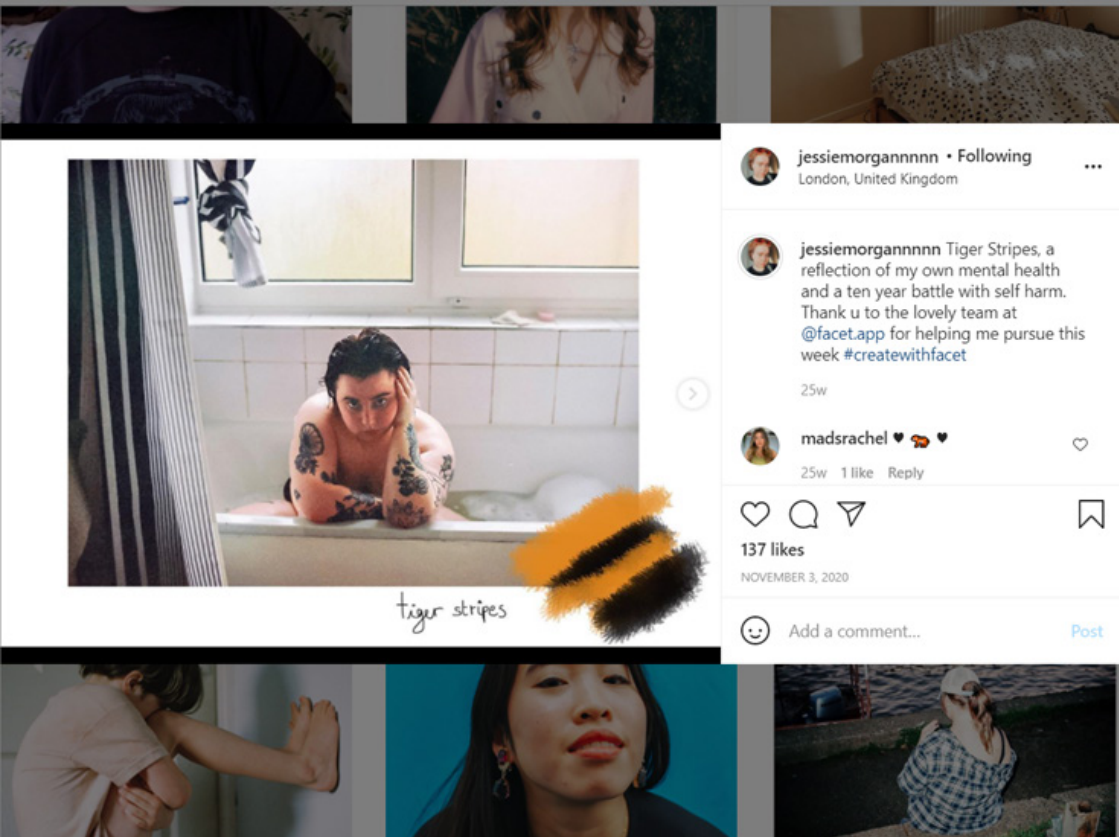 tiger stripes
jessiemorgannnnn • Following
London, United Kingdom
jessiemorgannnnn Tiger Stripes, a
reflection of my own mental health
and a ten year battle with self harm.
Thank u to the lovely team at
@facet.app for helping me pursue this
week #createwithfacet
25w
madsrachel ♥ 🐅 ♥
25w 1 like Reply
137 likes
NOVEMBER 3, 2020
Add a comment... Post